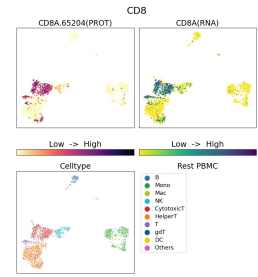 CD8
CD8A.65204(PROT)
CD8A(RNA)
Low -> High
Low -> High
Celltype
Rest PBMC
B
Mono
Mac
NK
CytotoxicT
HelperT
T
gdT
DC
Others